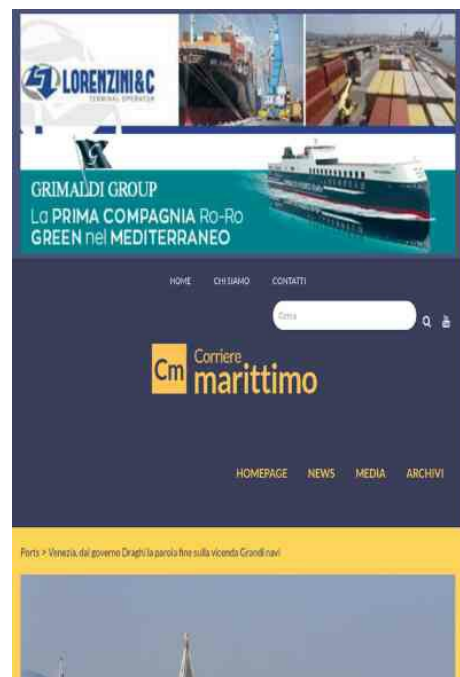 LORENZINI&C
TERMINAL OPERATOR
GRIMALDI GROUP
La PRIMA COMPAGNIA Ro-Ro
GREEN nel MEDITERRANEO
HOME CHI SIAMO CONTATTI
Cerca
Cm Corriere
marittimo
HOMEPAGE NEWS MEDIA ARCHIVI
Ports > Venezia, dal governo Draghi la parola fine sulla vicenda Grandi navi